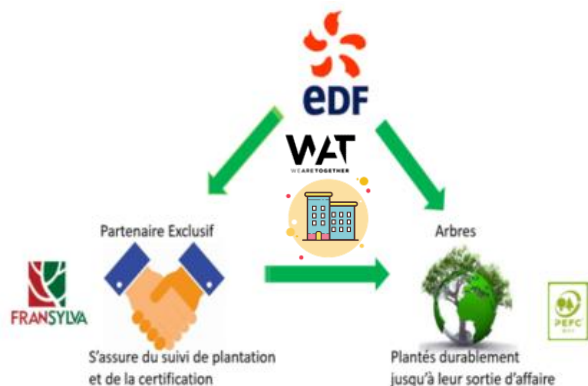 eDF
WAT
WEARETOGETHER
Partenaire Exclusif
Arbres
FRANSYLVA
PEFC
S'assure du suivi de plantation
et de la certification
Plantés durablement
jusqu'à leur sortie d'affaire